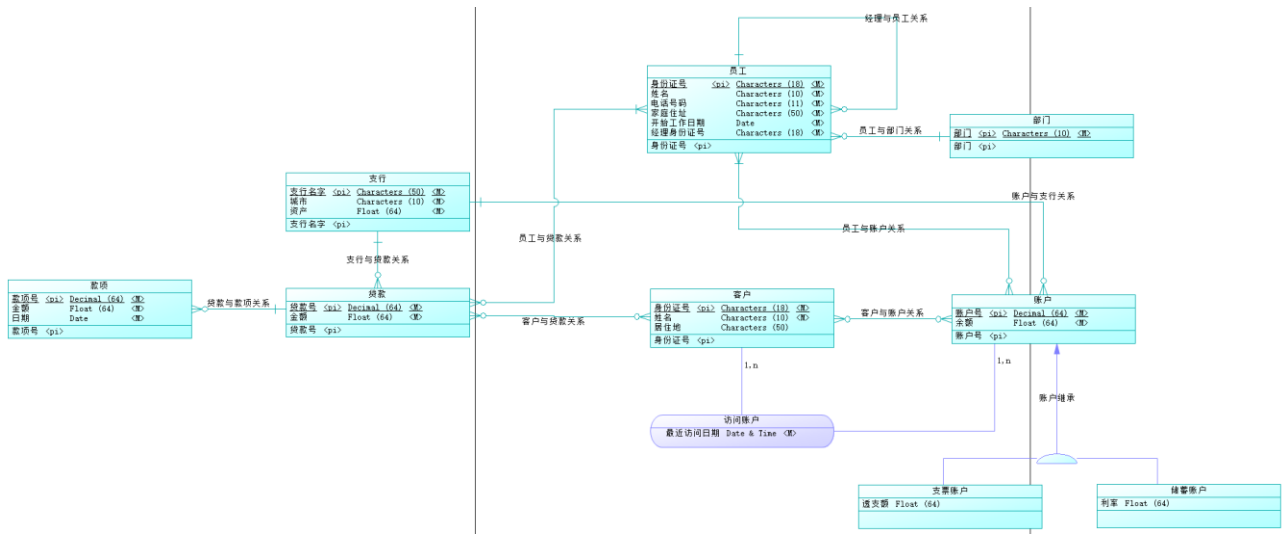 经理与员工关系
员工
身份证号 <pi> Characters (18) <M>
姓名 Characters (10) <M>
电话号码 Characters (11) <M>
家庭住址 Characters (50) <M>
开始工作日期 Date <M>
经理身份证号 Characters (18) <M>
身份证号 <pi>
员工与部门关系
部门
部门 <pi> Characters (10) <M>
部门 <pi>
支行
支行名字 <pi> Characters (50) <M>
城市 Characters (10) <M>
资产 Float (64) <M>
支行名字 <pi>
账户与支行关系
员工与贷款关系
员工与账户关系
支行与贷款关系
款项
款项号 <pi> Decimal (64) <M>
金额 Float (64) <M>
日期 Date <M>
款项号 <pi>
贷款与款项关系
贷款
贷款号 <pi> Decimal (64) <M>
金额 Float (64) <M>
贷款号 <pi>
客户与贷款关系
客户
身份证号 <pi> Characters (18) <M>
姓名 Characters (10) <M>
居住地 Characters (50)
身份证号 <pi>
客户与账户关系
账户
账户号 <pi> Decimal (64) <M>
余额 Float (64) <M>
账户号 <pi>
1,n
1,n
账户继承
访问账户
最近访问日期 Date & Time <M>
支票账户
透支额 Float (64)
储蓄账户
利率 Float (64)